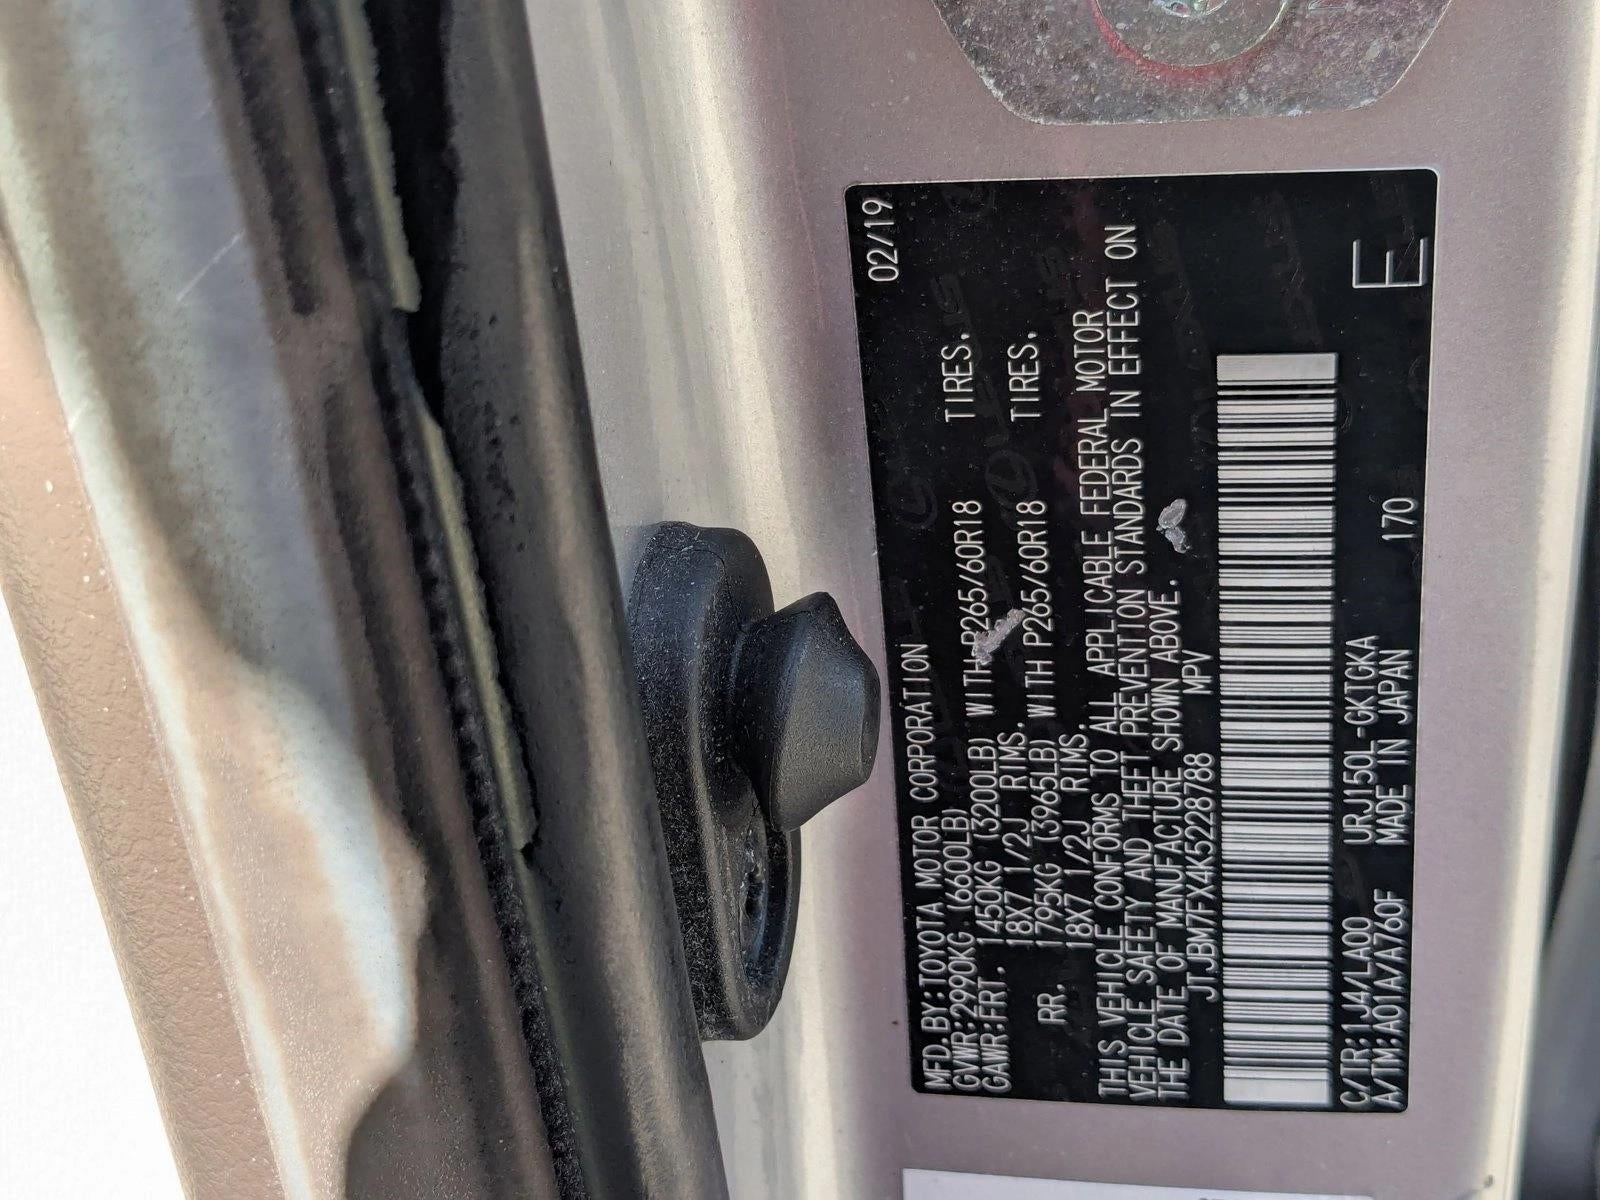 MFD.BY:TOYOTA MOTOR CORPORATION 02/19
GVWR:2990KG (6600LB)
GAWR:FRT. 1450KG (3200LB) WITH P265/60R18 TIRES.
18X7 1/2J RIMS.
RR. 1795KG (3965LB) WITH P265/60R18 TIRES.
18X7 1/2J RIMS.
THIS VEHICLE CONFORMS TO ALL APPLICABLE FEDERAL MOTOR
VEHICLE SAFETY AND THEFT PREVENTION STANDARDS IN EFFECT ON
THE DATE OF MANUFACTURE SHOWN ABOVE.
JTJBM7FX4K5228788 MPV
E
C/TR:1J4/LA00 URJ150L-GKTGKA
A/TM:A01A/A760F MADE IN JAPAN 170